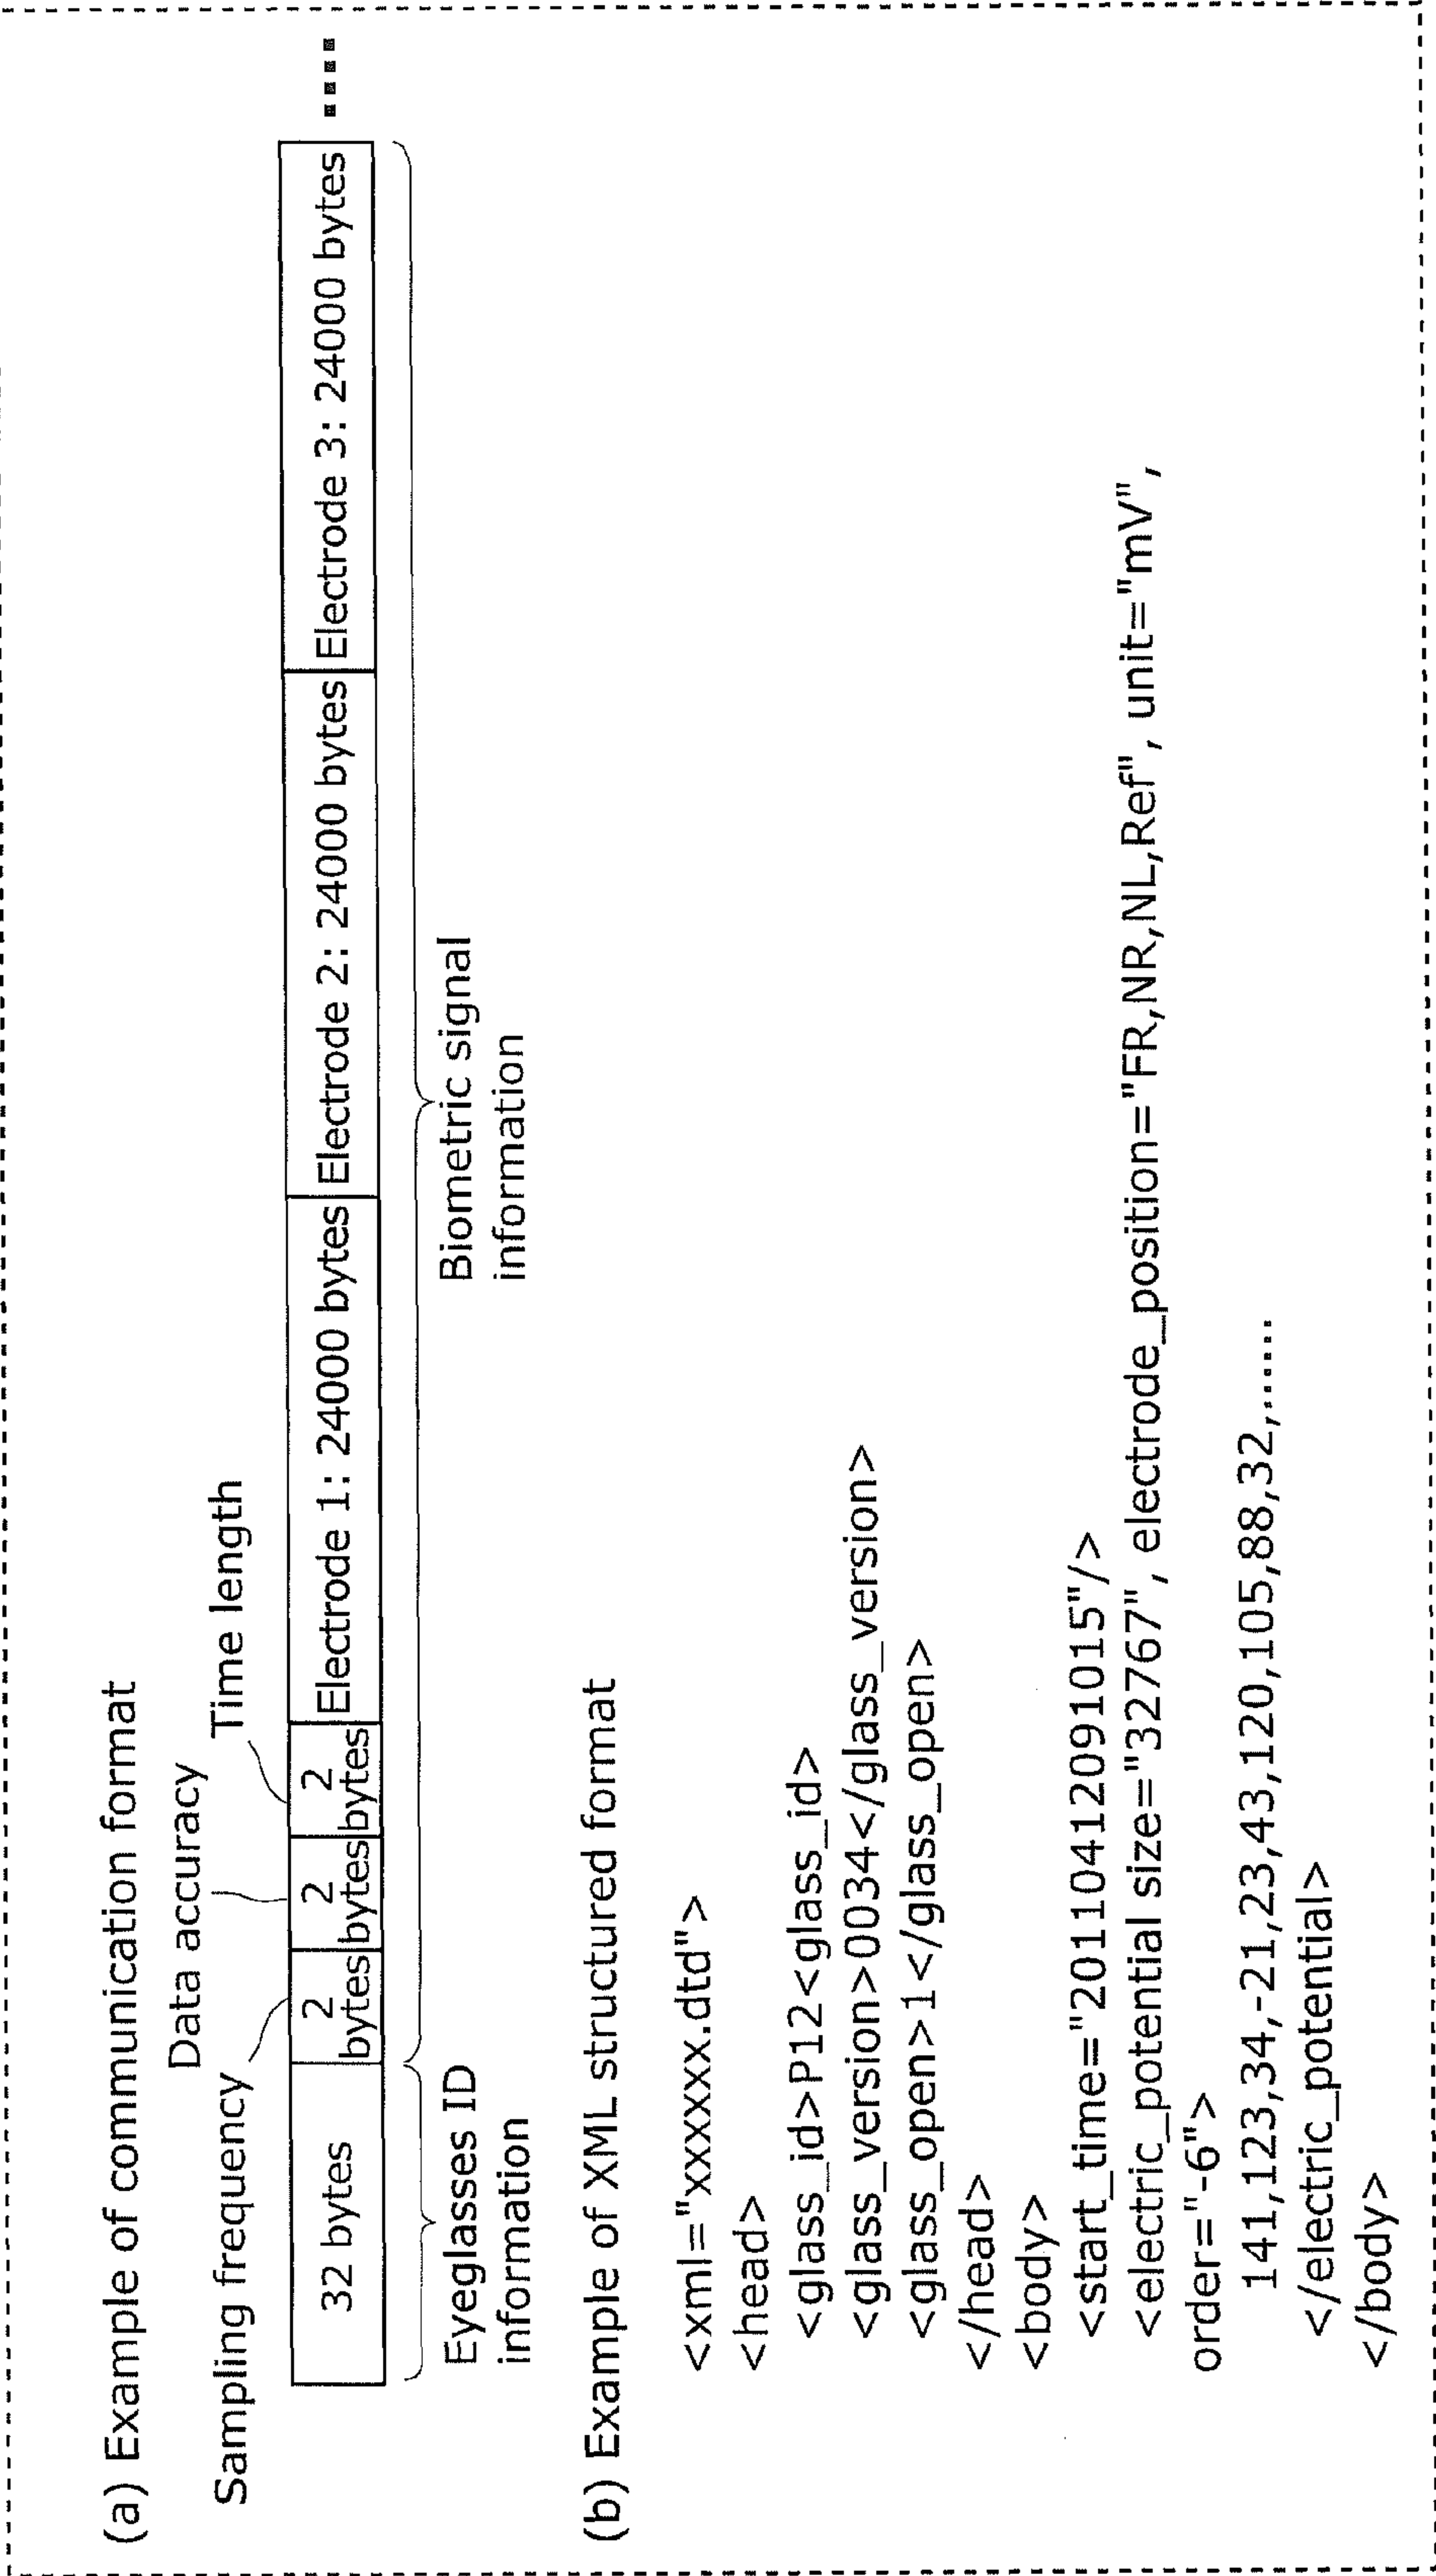 (a) Example of communication format
Sampling frequency
Data accuracy
Time length
32 bytes
2
bytes
2
bytes
2
bytes
Electrode 1: 24000 bytes
Electrode 2: 24000 bytes
Electrode 3: 24000 bytes
Eyeglasses ID
information
Biometric signal
information
(b) Example of XML structured format
<xml="xxxxxx.dtd">
<head>
<glass_id>P12<glass_id>
<glass_version>0034</glass_version>
<glass_open>1</glass_open>
</head>
<body>
<start_time="20110412091015"/>
<electric_potential size="32767", electrode_position="FR,NR,NL,Ref", unit="mV",
order="-6">
141,123,34,-21,23,43,120,105,88,32,......
</electric_potential>
</body>